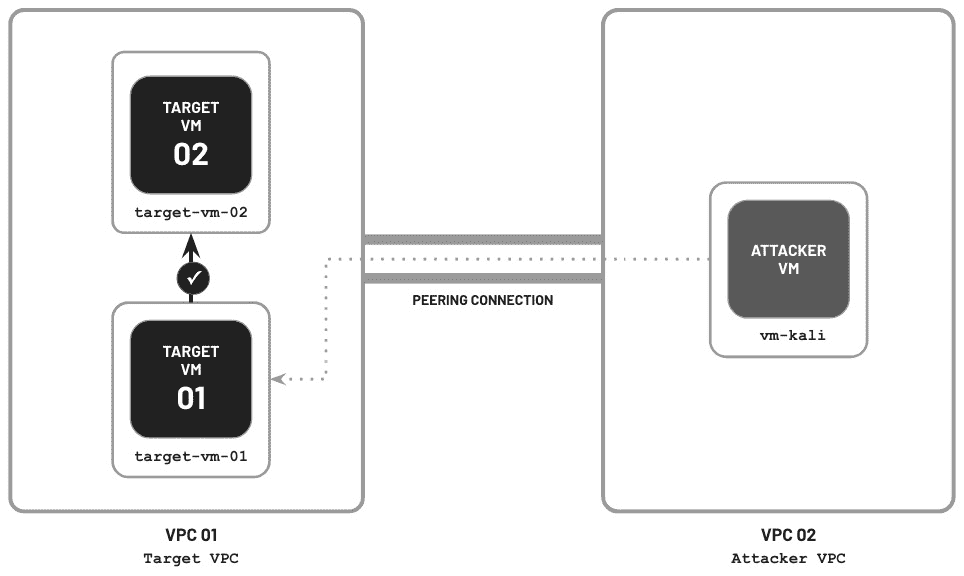 TARGET
VM
02
target-vm-02
TARGET
VM
01
target-vm-01
PEERING CONNECTION
ATTACKER
VM
vm-kali
VPC 01
Target VPC
VPC 02
Attacker VPC